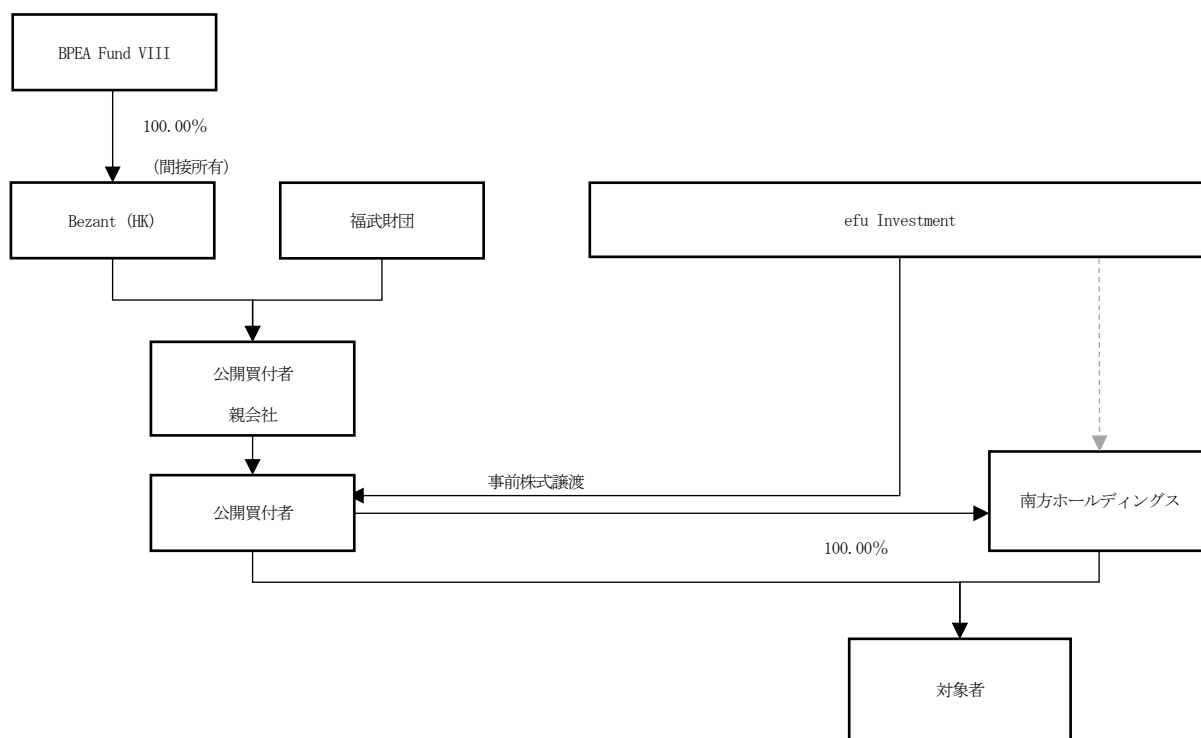 BPEA Fund VIII
100.00%
(間接所有)
Bezant (HK)
福武財団
efu Investment
公開買付者
親会社
事前株式譲渡
公開買付者
南方ホールディングス
100.00%
対象者